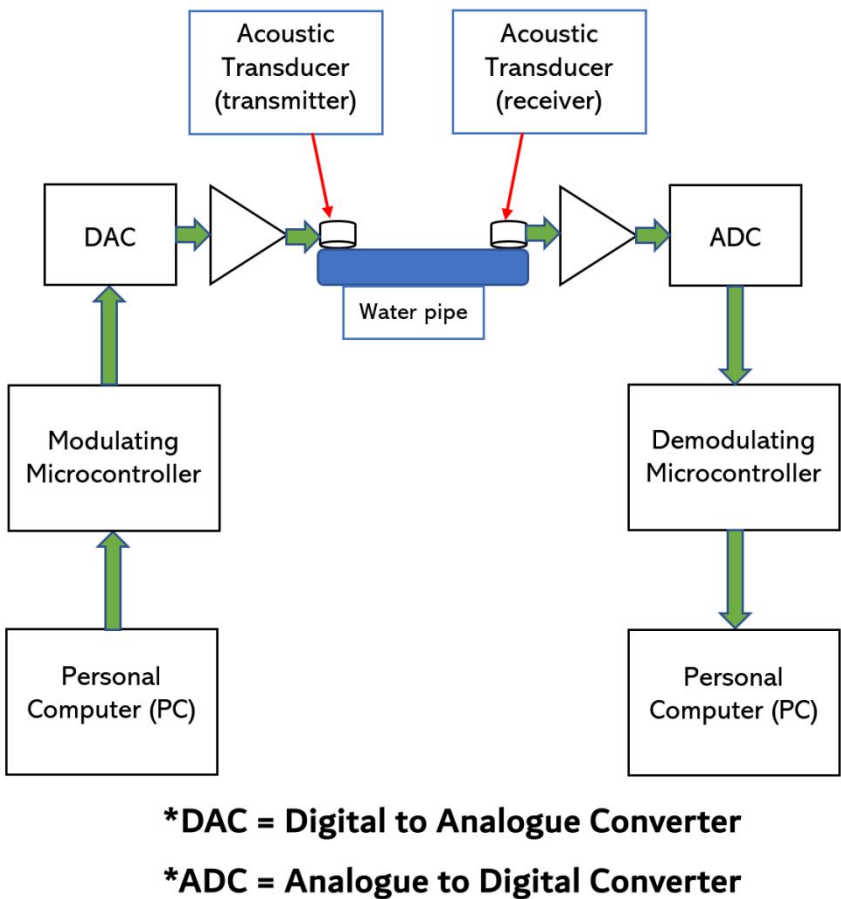 Acoustic
Transducer
(transmitter)
Acoustic
Transducer
(receiver)
DAC
ADC
Water pipe
Modulating
Microcontroller
Demodulating
Microcontroller
Personal
Computer (PC)
Personal
Computer (PC)
*DAC = Digital to Analogue Converter
*ADC = Analogue to Digital Converter